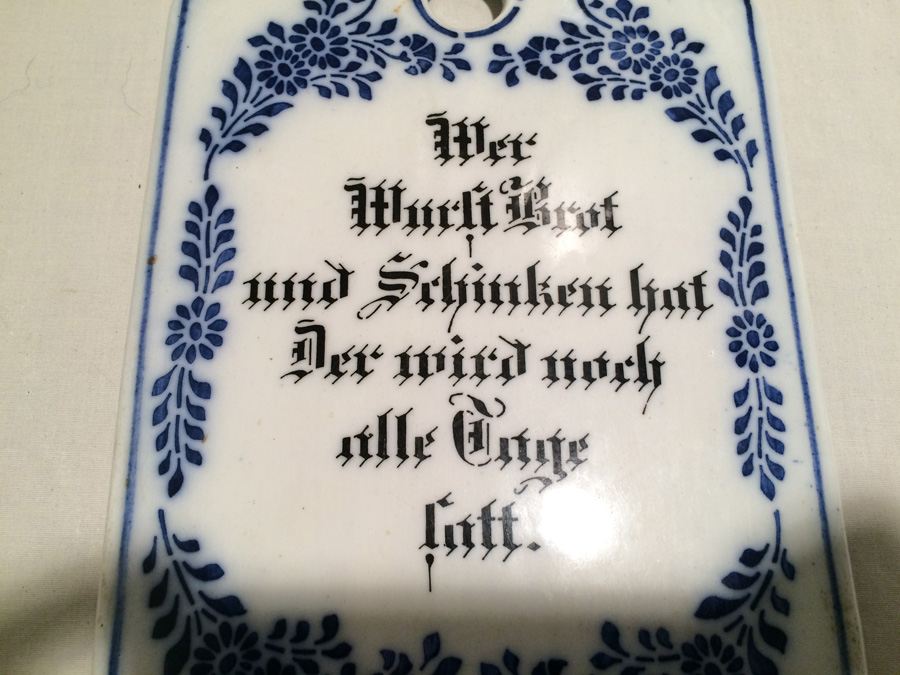 Wer
Wurſt Brot
und Schinken hat
Der wird noch
alle Tage
ſatt.